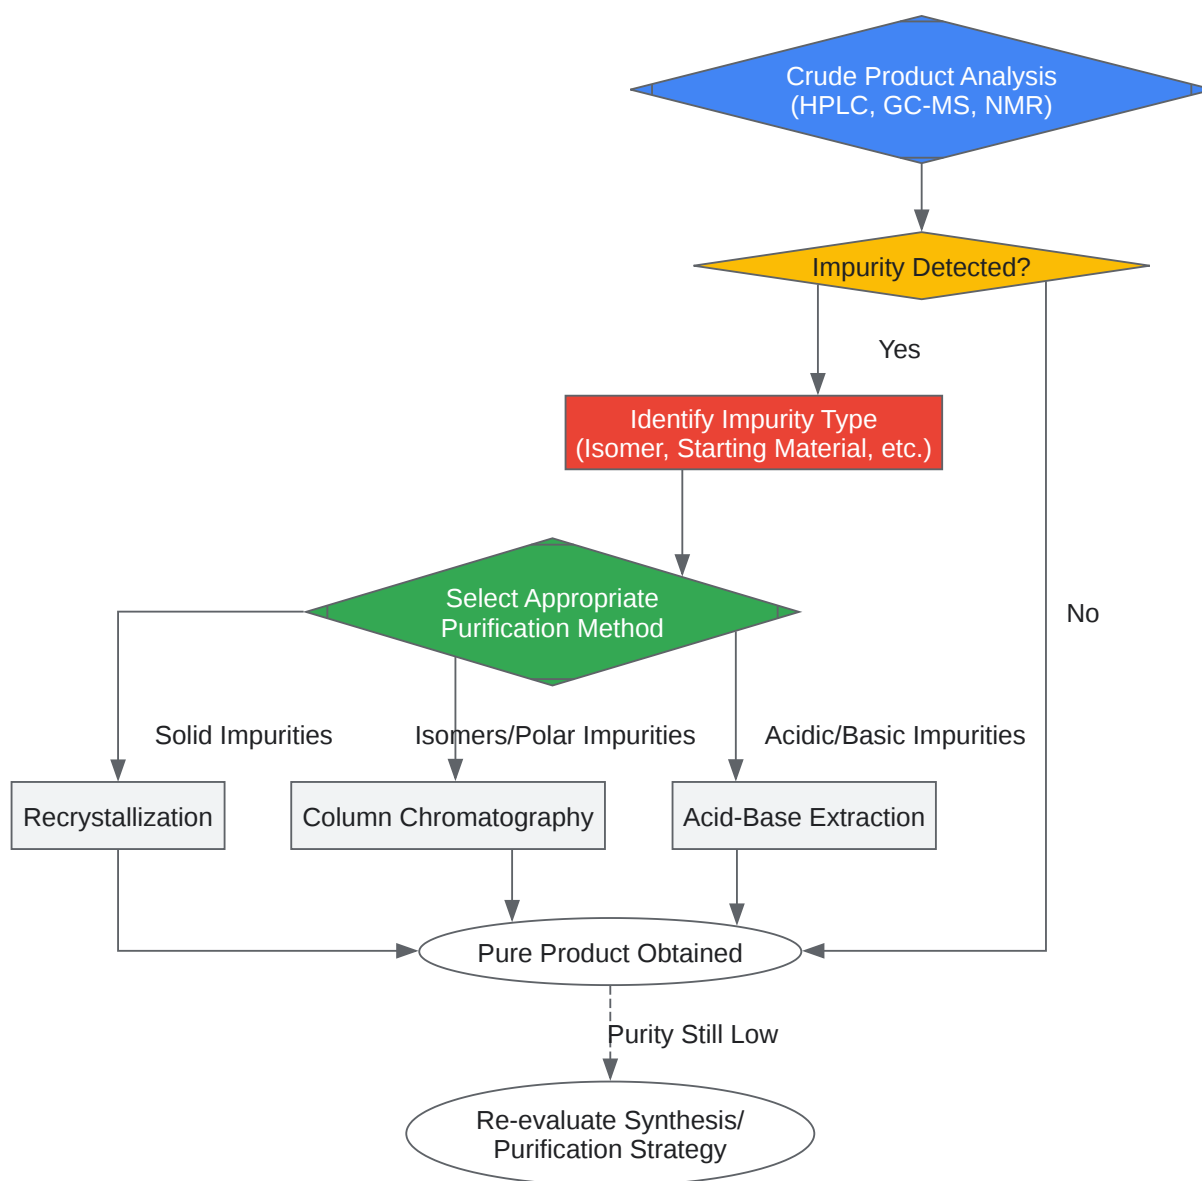 Crude Product Analysis
(HPLC, GC-MS, NMR)
Impurity Detected?
Yes
Identify Impurity Type
(Isomer, Starting Material, etc.)
Select Appropriate
Purification Method
No
Solid Impurities
Isomers/Polar Impurities
Acidic/Basic Impurities
Recrystallization
Column Chromatography
Acid-Base Extraction
Pure Product Obtained
Purity Still Low
Re-evaluate Synthesis/
Purification Strategy